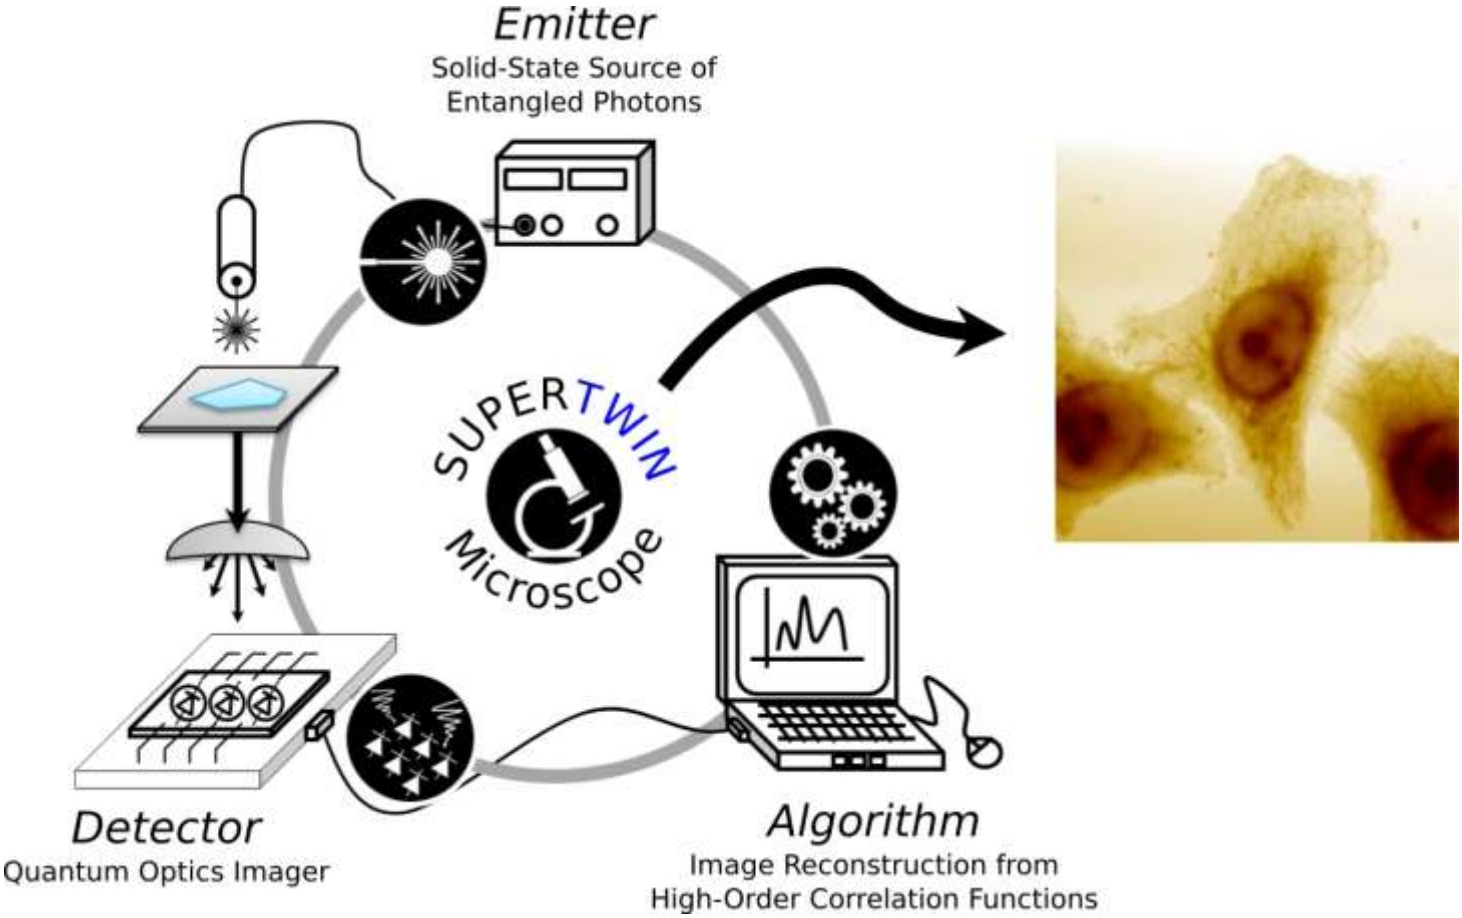 Emitter
Solid-State Source of
Entangled Photons
SUPERTWIN
Microscope
Detector
Quantum Optics Imager
Algorithm
Image Reconstruction from
High-Order Correlation Functions